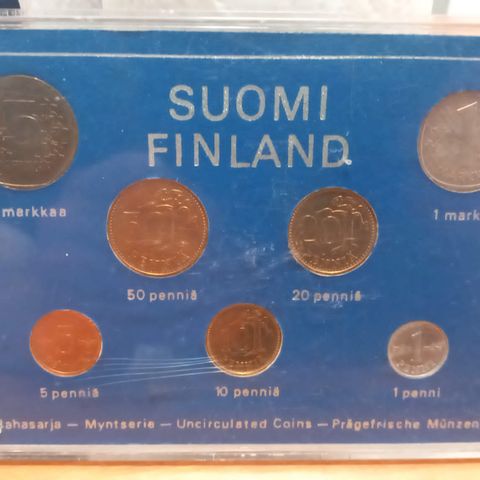 SUOMI
FINLAND
markkaa
1 mark
50 penniä
20 penniä
5 penniä
10 penniä
1 penni
ahasarja — Myntserie — Uncirculated Coins — Prägefrische Münzen